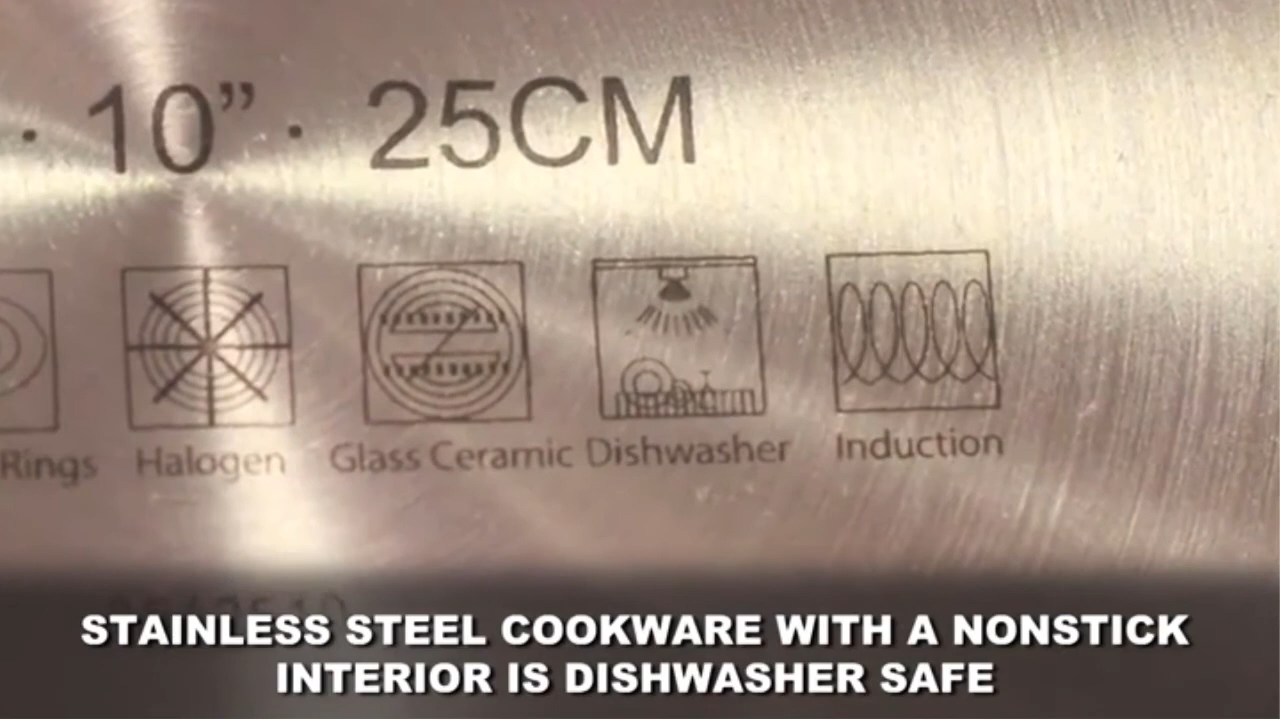 · 10” · 25CM
Rings Halogen Glass Ceramic Dishwasher Induction
STAINLESS STEEL COOKWARE WITH A NONSTICK
INTERIOR IS DISHWASHER SAFE